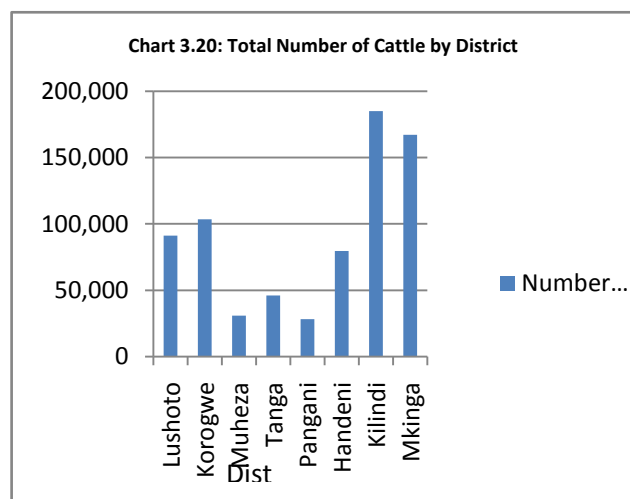 Chart 3.20: Total Number of Cattle by District
200,000
150,000
100,000
50,000
0
Lushoto
Korogwe
Muheza
Tanga
Pangani
Handeni
Kilindi
Mkinga
Dist
Number...